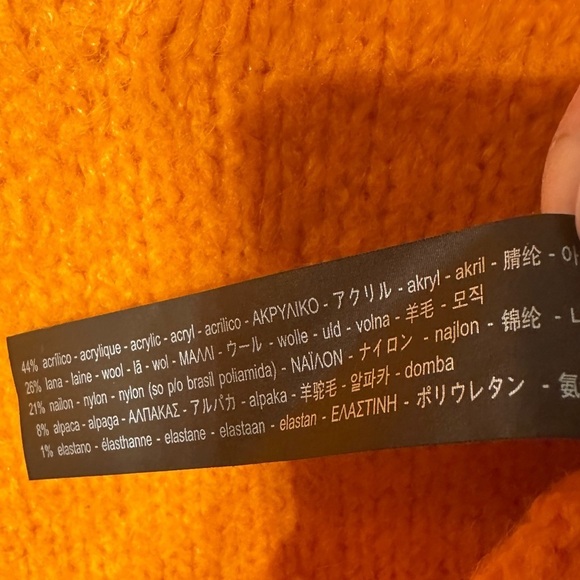 44% acrílico - acrylique - acrylic - acryl - acrilico - ΑΚΡΥΛΙΚΟ - アクリル - akryl - akril - 腈纶 - 아
26% lana - laine - wool - lã - wol - ΜΑΛΛΙ - ウール - wolle - uld - volna - 羊毛 - 모직
21% nailon - nylon - nylon (so p/o brasil poliamida) - ΝΑΪΛΟΝ - ナイロン - najlon - 锦纶 -
8% alpaca - alpaga - ΑΛΠΑΚΑΣ - アルパカ - alpaka - 羊驼毛 - 알파카 - domba
1% elastano - élasthanne - elastane - elastaan - elastan - ΕΛΑΣΤΙΝΗ - ポリウレタン - 氨